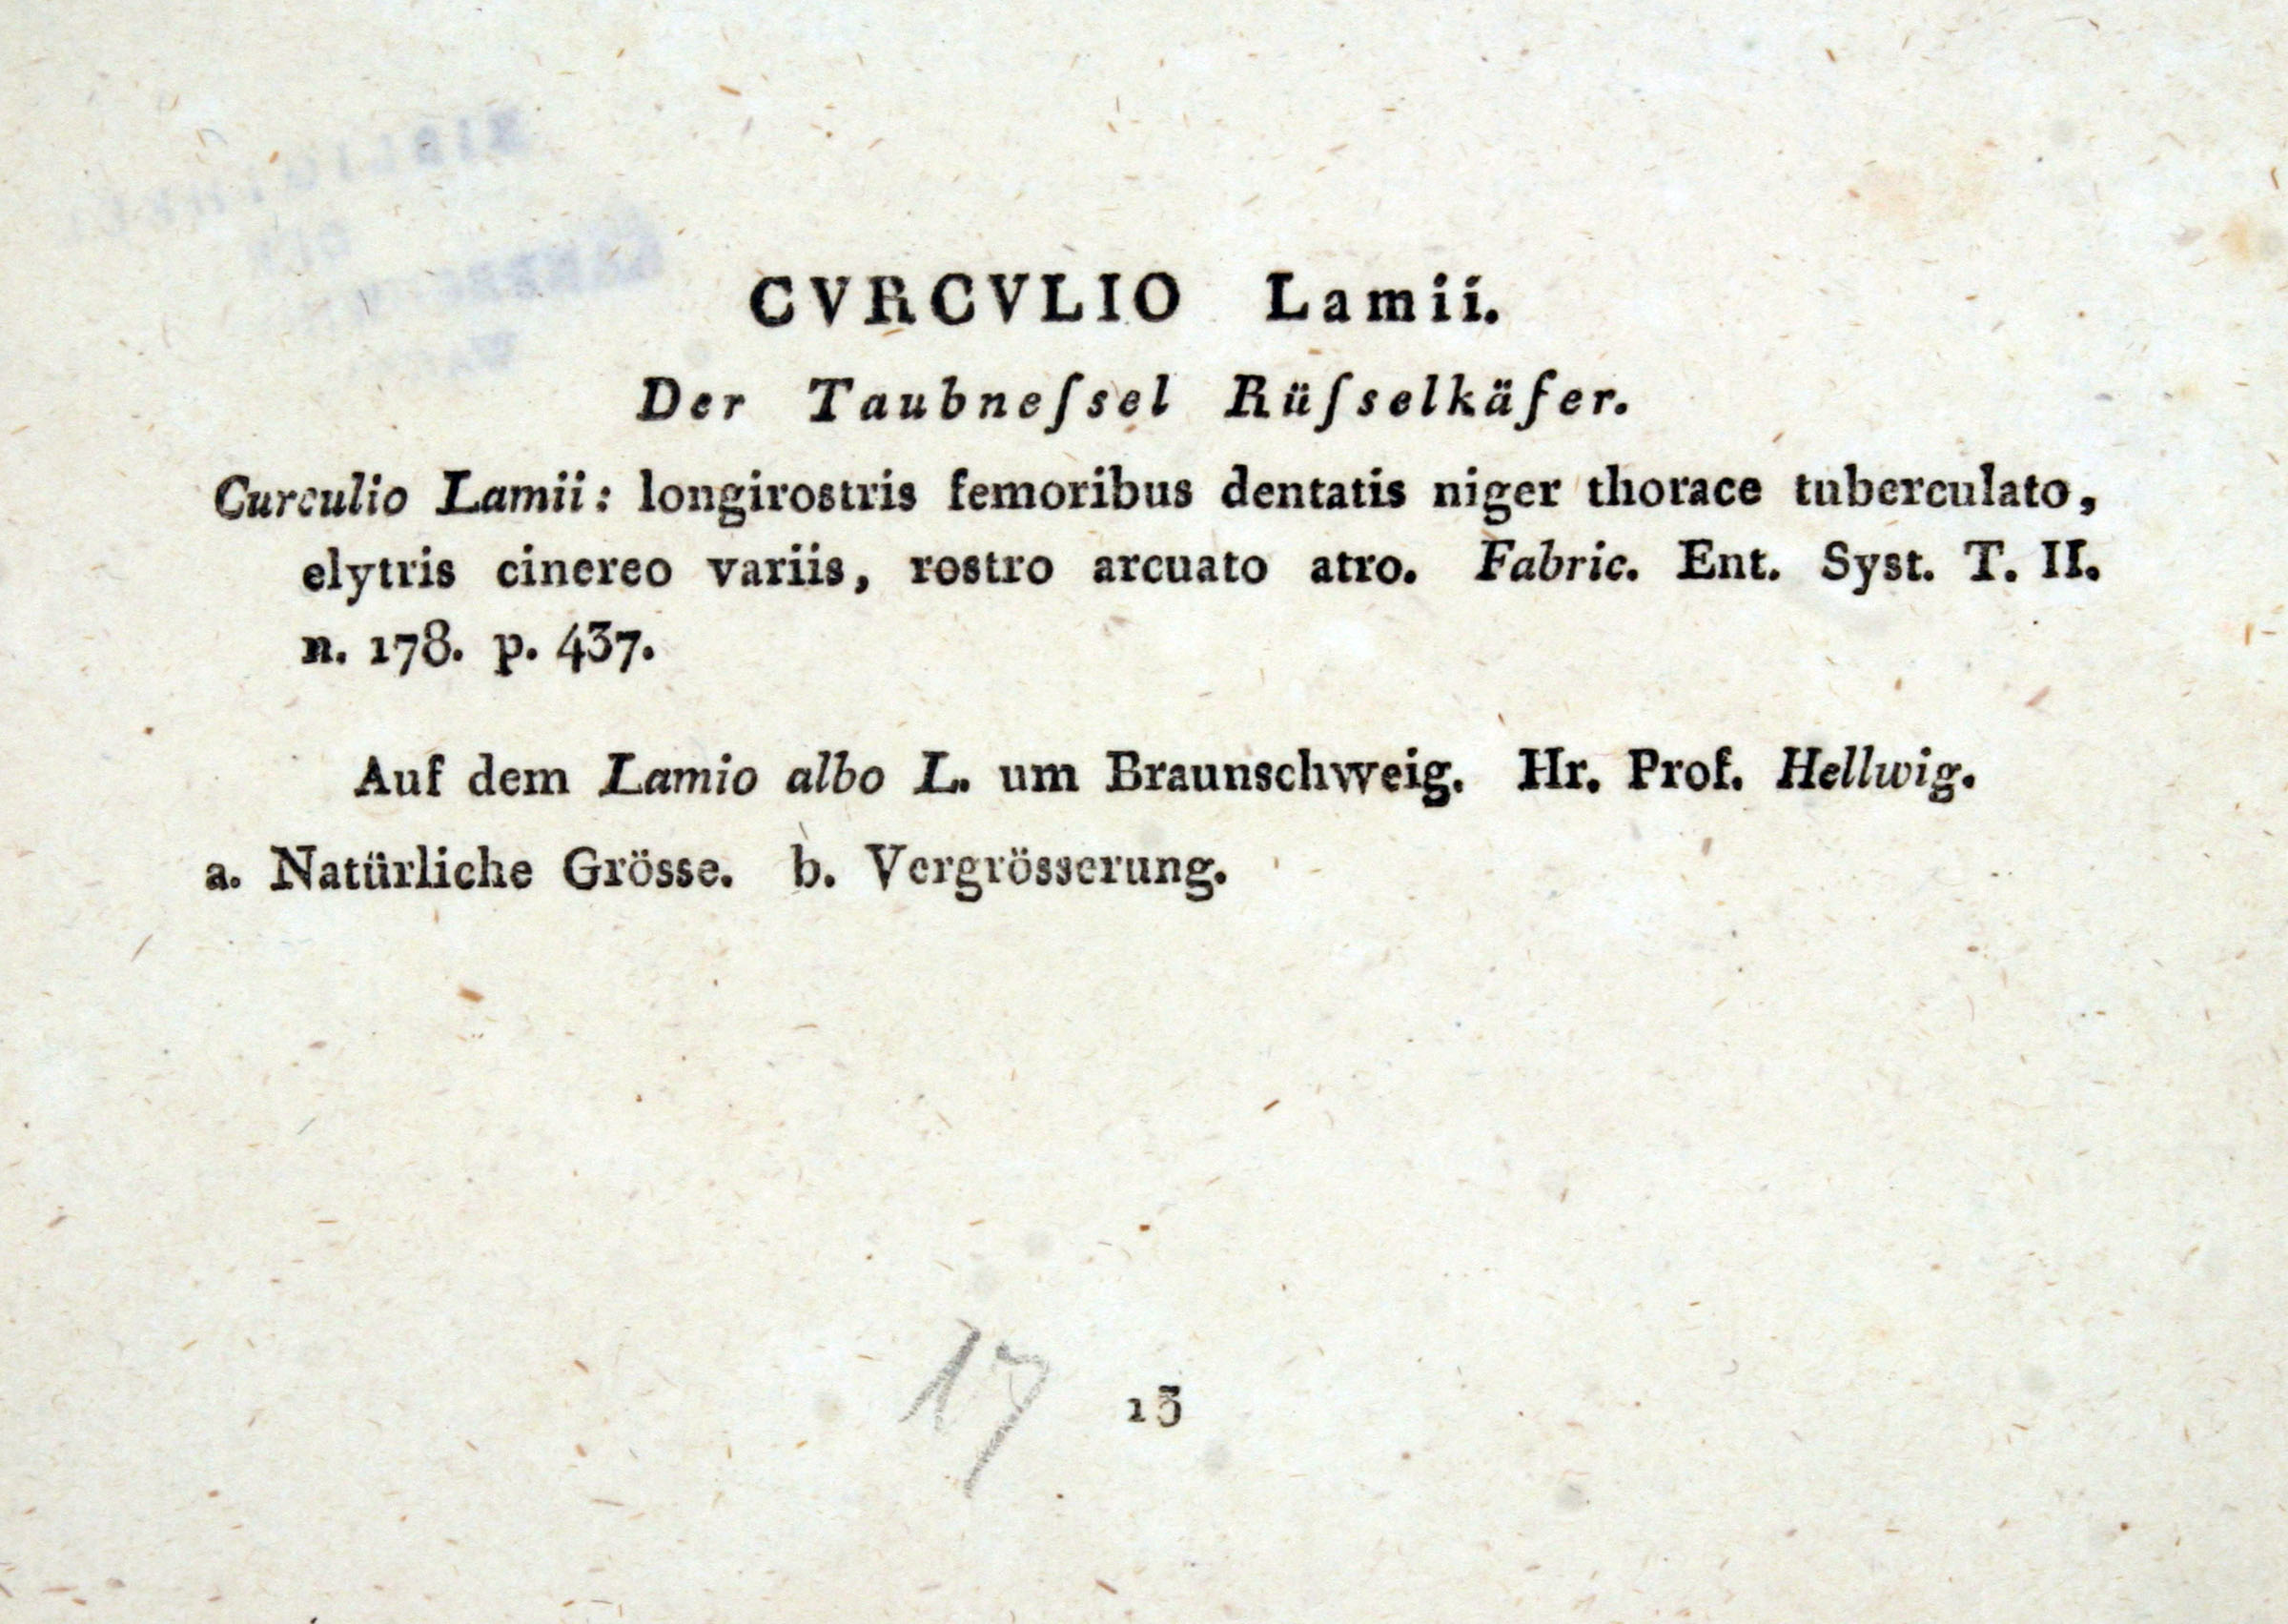 CVRCVLIO Lamii.
Der Taubneſsel Rüſselkäfer.
Curculio Lamii: longirostris femoribus dentatis niger thorace tuberculato,
elytris cinereo variis, rostro arcuato atro. Fabric. Ent. Syst. T. II.
n. 178. p. 437.
Auf dem Lamio albo L. um Braunschweig. Hr. Prof. Hellwig.
a. Natürliche Grösse. b. Vergrösserung.
17
13